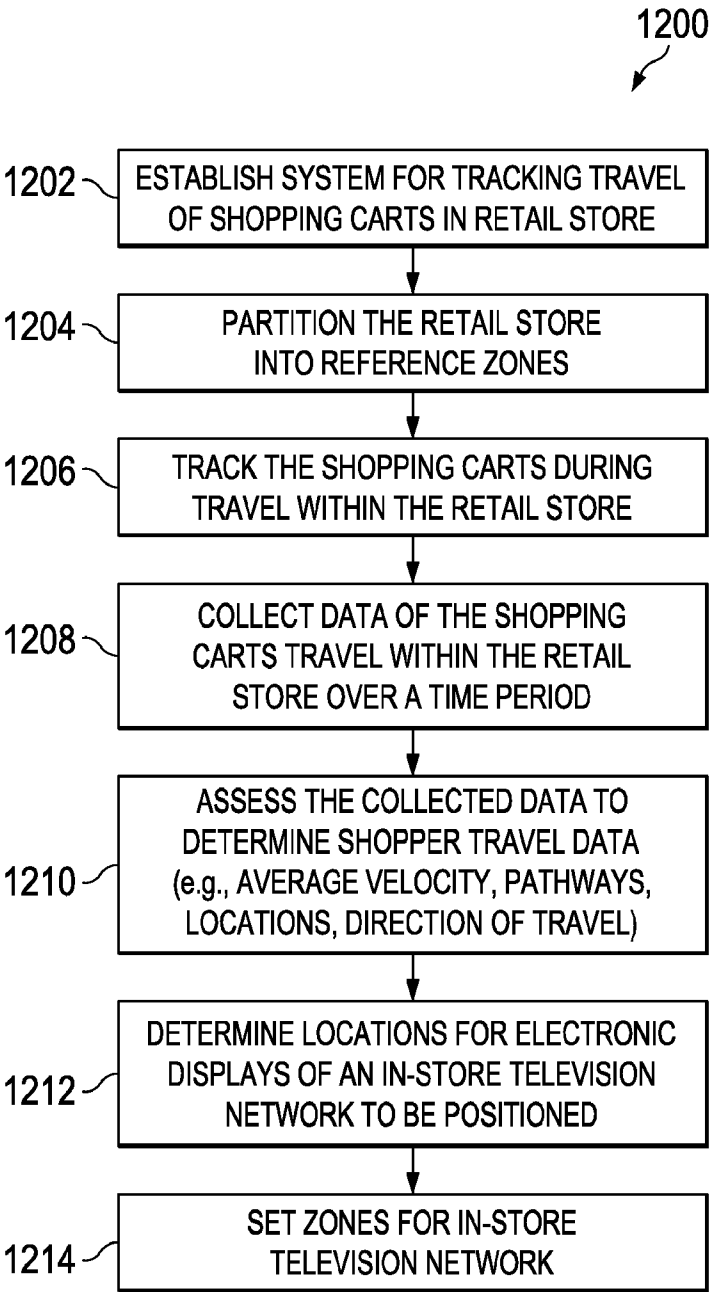 1200
1202
ESTABLISH SYSTEM FOR TRACKING TRAVEL
OF SHOPPING CARTS IN RETAIL STORE
1204
PARTITION THE RETAIL STORE
INTO REFERENCE ZONES
1206
TRACK THE SHOPPING CARTS DURING
TRAVEL WITHIN THE RETAIL STORE
1208
COLLECT DATA OF THE SHOPPING
CARTS TRAVEL WITHIN THE RETAIL
STORE OVER A TIME PERIOD
1210
ASSESS THE COLLECTED DATA TO
DETERMINE SHOPPER TRAVEL DATA
(e.g., AVERAGE VELOCITY, PATHWAYS,
LOCATIONS, DIRECTION OF TRAVEL)
1212
DETERMINE LOCATIONS FOR ELECTRONIC
DISPLAYS OF AN IN-STORE TELEVISION
NETWORK TO BE POSITIONED
1214
SET ZONES FOR IN-STORE
TELEVISION NETWORK